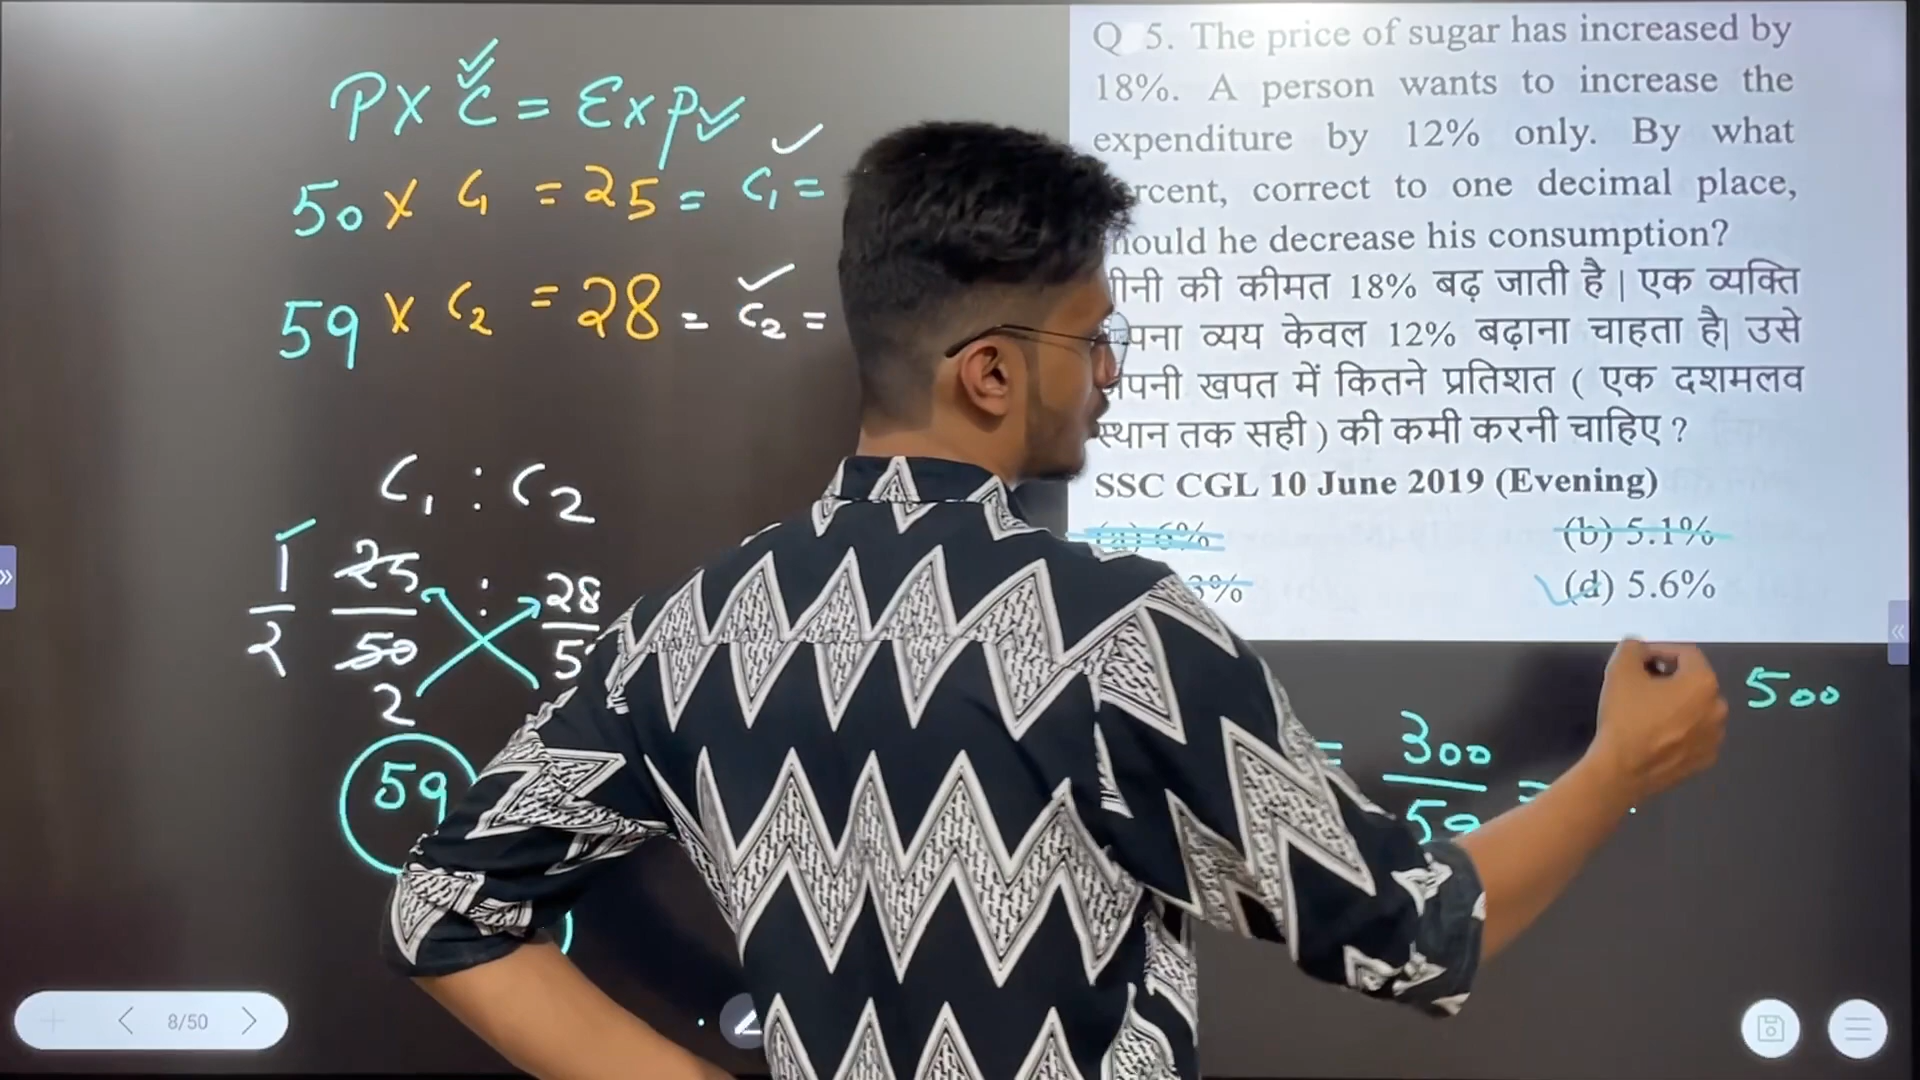 P × C = Exp
50 × C₁ = 25 = C₁ =
59 × C₂ = 28 = C₂ =
C₁ : C₂
1/2 25/50 : 28/
2
59
Q 5. The price of sugar has increased by
18%. A person wants to increase the
expenditure by 12% only. By what
correct to one decimal place,
he decrease his consumption?
की कीमत 18% बढ़ जाती है | एक व्यक्ति
व्यय केवल 12% बढ़ाना चाहता है| उसे
खपत में कितने प्रतिशत ( एक दशमलव
स्थान तक सही ) की कमी करनी चाहिए ?
SSC CGL 10 June 2019 (Evening)
(a) 6% (b) 5.1%
(d) 5.6%
500
= 300/59 =
8/50